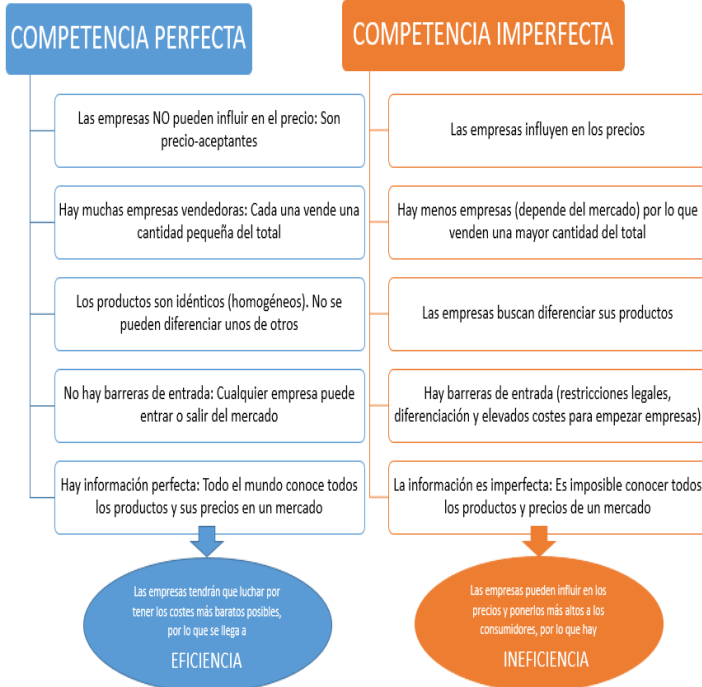 COMPETENCIA PERFECTA
Las empresas NO pueden influir en el precio: Son
precio-aceptantes
Hay muchas empresas vendedoras: Cada una vende una
cantidad pequeña del total
Los productos son idénticos (homogéneos). No se
pueden diferenciar unos de otros
No hay barreras de entrada: Cualquier empresa puede
entrar o salir del mercado
Hay información perfecta: Todo el mundo conoce todos
los productos y sus precios en un mercado
Las empresas tendrán que luchar por
tener los costes más baratos posibles,
por lo que se llega a
EFICIENCIA
COMPETENCIA IMPERFECTA
Las empresas influyen en los precios
Hay menos empresas (depende del mercado) por lo que
venden una mayor cantidad del total
Las empresas buscan diferenciar sus productos
Hay barreras de entrada (restricciones legales,
diferenciación y elevados costes para empezar empresas)
La información es imperfecta: Es imposible conocer todos
los productos y precios de un mercado
Las empresas pueden influir en los
precios y ponerlos más altos a los
consumidores, por lo que hay
INEFICIENCIA